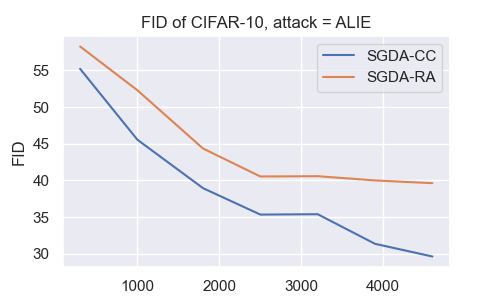 FID of CIFAR-10, attack = ALIE
SGDA-CC
SGDA-RA
FID
55
50
45
40
35
30
1000
2000
3000
4000